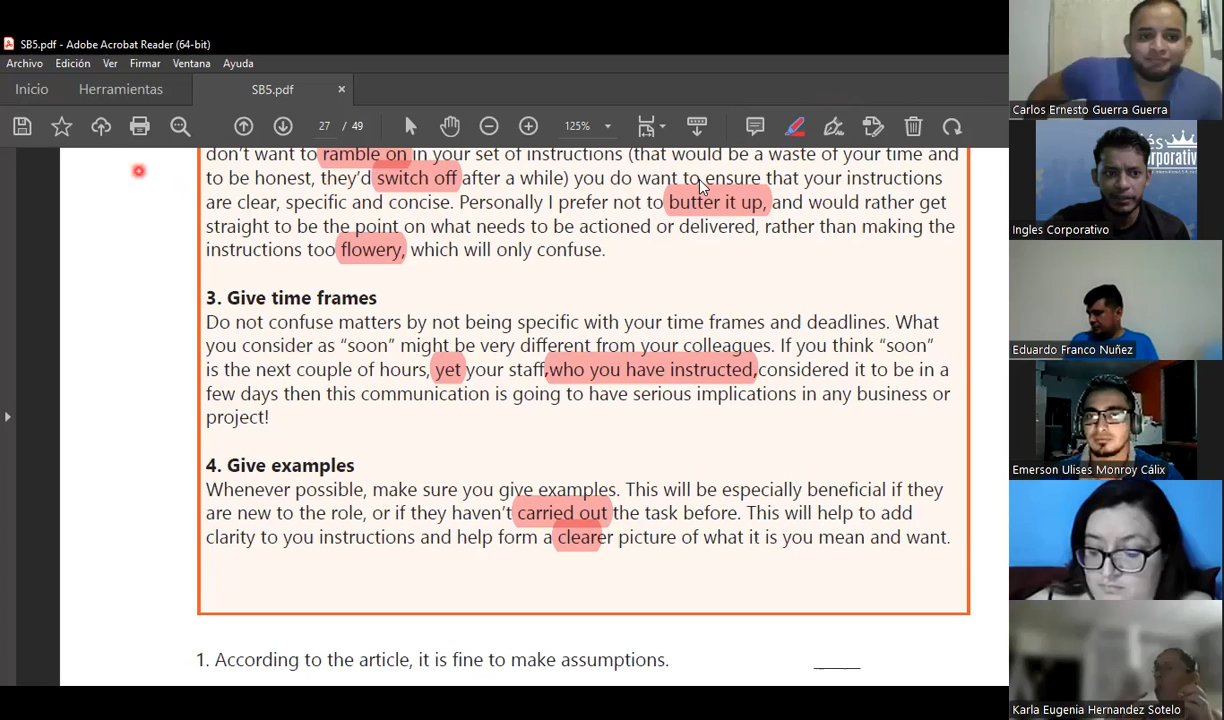 SB5.pdf - Adobe Acrobat Reader (64-bit)
Archivo Edición Ver Firmar Ventana Ayuda
Inicio Herramientas SB5.pdf ×
27 / 49 125%
don't want to ramble on in your set of instructions (that would be a waste of your time and
to be honest, they'd switch off after a while) you do want to ensure that your instructions
are clear, specific and concise. Personally I prefer not to butter it up, and would rather get
straight to be the point on what needs to be actioned or delivered, rather than making the
instructions too flowery, which will only confuse.
3. Give time frames
Do not confuse matters by not being specific with your time frames and deadlines. What
you consider as “soon” might be very different from your colleagues. If you think “soon”
is the next couple of hours, yet your staff,who you have instructed,considered it to be in a
few days then this communication is going to have serious implications in any business or
project!
4. Give examples
Whenever possible, make sure you give examples. This will be especially beneficial if they
are new to the role, or if they haven't carried out the task before. This will help to add
clarity to you instructions and help form a clearer picture of what it is you mean and want.
1. According to the article, it is fine to make assumptions. _____
Carlos Ernesto Guerra Guerra
és
orporativo
Ingles Corporativo
Eduardo Franco Nuñez
Emerson Ulises Monroy Cálix
Karla Eugenia Hernandez Sotelo